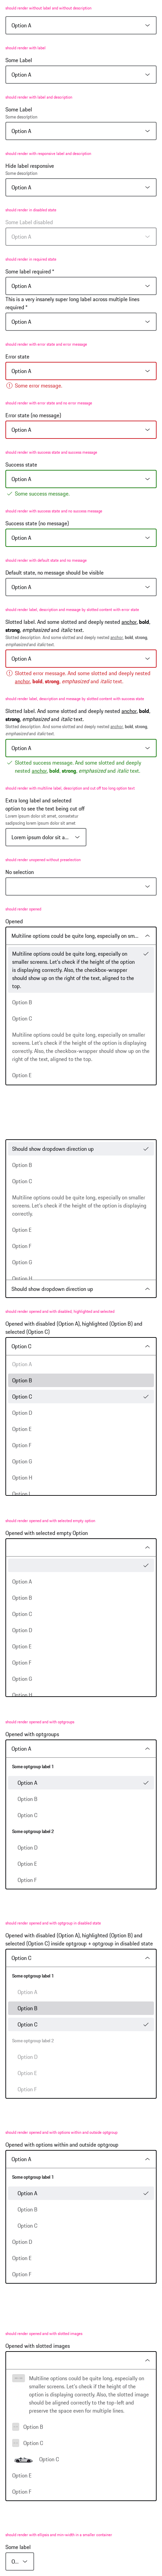 should render without label and without description
Option A
should render with label
Some Label
Option A
should render with label and description
Some Label
Some description
Option A
should render with responsive label and description
Hide label responsive
Some description
Option A
should render in disabled state
Some Label Disabled
Option A
should render in required state
Some label required *
Option A
This is a very insanely super long label across multiple lines
required *
Option A
should render with error state and error message
Error state
Option A
Some error message.
should render with error state and no error message
Error state (no message)
Option A
should render with success state and success message
Success state
Option A
Some success message.
should render with success state and no success message
Success state (no message)
Option A
should render with default state and no message
Default state, no message should be visible
Option A
should render label, description and message by slotted content with error state
Slotted label. And some slotted and deeply nested anchor, bold,
strong, emphasized and italic text.
Slotted description. And some slotted and deeply nested anchor, bold, strong,
emphasized and italic text.
Option A
Slotted error message. And some slotted and deeply nested
anchor, bold, strong, emphasized and italic text.
should render label, description and message by slotted content with success state
Slotted label. And some slotted and deeply nested anchor, bold,
strong, emphasized and italic text.
Slotted description. And some slotted and deeply nested anchor, bold, strong,
emphasized and italic text.
Option A
Slotted success message. And some slotted and deeply
nested anchor, bold, strong, emphasized and italic text.
should render with multiline label, description and cut off the long option text
Extra long label and selected
option to see the text being cut off
Lorem ipsum dolor sit amet, consetetur
sadipscing lorem ipsum dolor sit amet
Lorem ipsum dolor sit a...
should render unopened without preselection
No selection
should render opened
Opened
Multiline options could be quite long, especially on sm...
Multiline options could be quite long, especially on
smaller screens. Let's check if the height of the option
is displaying correctly. Also, the checkbox-wrapper
should show up on the right of the text, aligned to the
top.
Option B
Option C
Multiline options could be quite long, especially on smaller
screens. Let's check if the height of the option is displaying
correctly. Also, the checkbox-wrapper should show up on the
right of the text, aligned to the top.
Option E
Should show dropdown direction up
Option B
Option C
Multiline options could be quite long, especially on smaller
screens. Let's check if the height of the option is displaying
correctly.
Option E
Option F
Option G
Option H
Should show dropdown direction up
should render opened and with disabled, highlighted and selected
Opened with disabled (Option A), highlighted (Option B) and
selected (Option C)
Option C
Option A
Option B
Option C
Option D
Option E
Option F
Option G
Option H
Option I
should render opened and with selected empty option
Opened with selected empty Option
Option A
Option B
Option C
Option D
Option E
Option F
Option G
Option H
should render opened and with optgroups
Opened with optgroups
Option A
Some optgroup label 1
Option A
Option B
Option C
Some optgroup label 2
Option D
Option E
Option F
should render opened and with optgroup in disabled state
Opened with disabled (Option A), highlighted (Option B) and
selected (Option C) inside optgroup + optgroup in disabled state
Option C
Some optgroup label 1
Option A
Option B
Option C
Some optgroup label 2
Option D
Option E
Option F
should render opened and with options within and outside optgroup
Opened with options within and outside optgroup
Option A
Some optgroup label 1
Option A
Option B
Option C
Option D
Option E
Option F
should render opened and with slotted images
Opened with slotted images
Multiline options could be quite long, especially on
smaller screens. Let's check if the height of the
option is displaying correctly. Also, the slotted image
should be aligned correctly to the top-left and
preserve the space even for multiple lines.
Option B
Option C
Option C
Option E
Option F
should render with ellipsis and min-width in a smaller container
Some label
O...